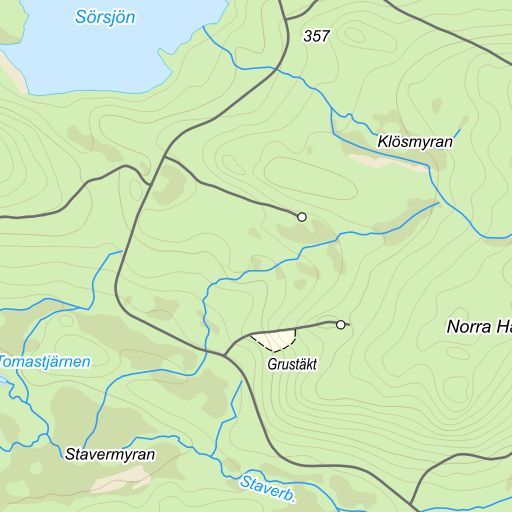 Sörsjön
357
Klösmyran
Norra Ha
Tomastjärnen
Grustäkt
Stavermyran
Staverb.